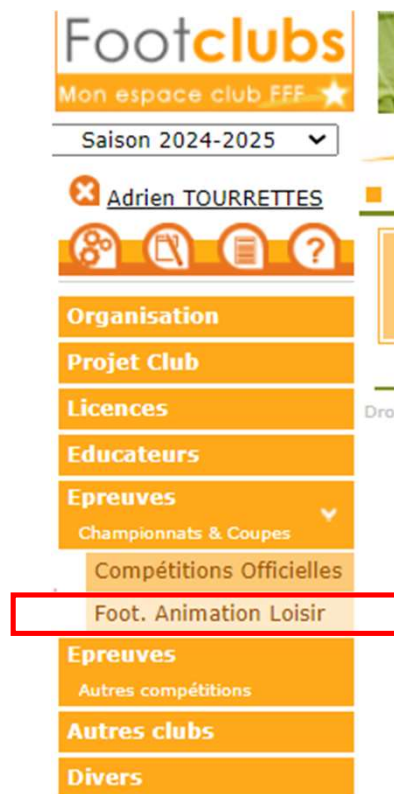 Footclubs
Mon espace club FFF
Saison 2024-2025
Adrien TOURRETTES
?
Organisation
Projet Club
Licences
Educateurs
Epreuves
Championnats & Coupes
Compétitions Officielles
Foot. Animation Loisir
Epreuves
Autres compétitions
Autres clubs
Divers
Dro